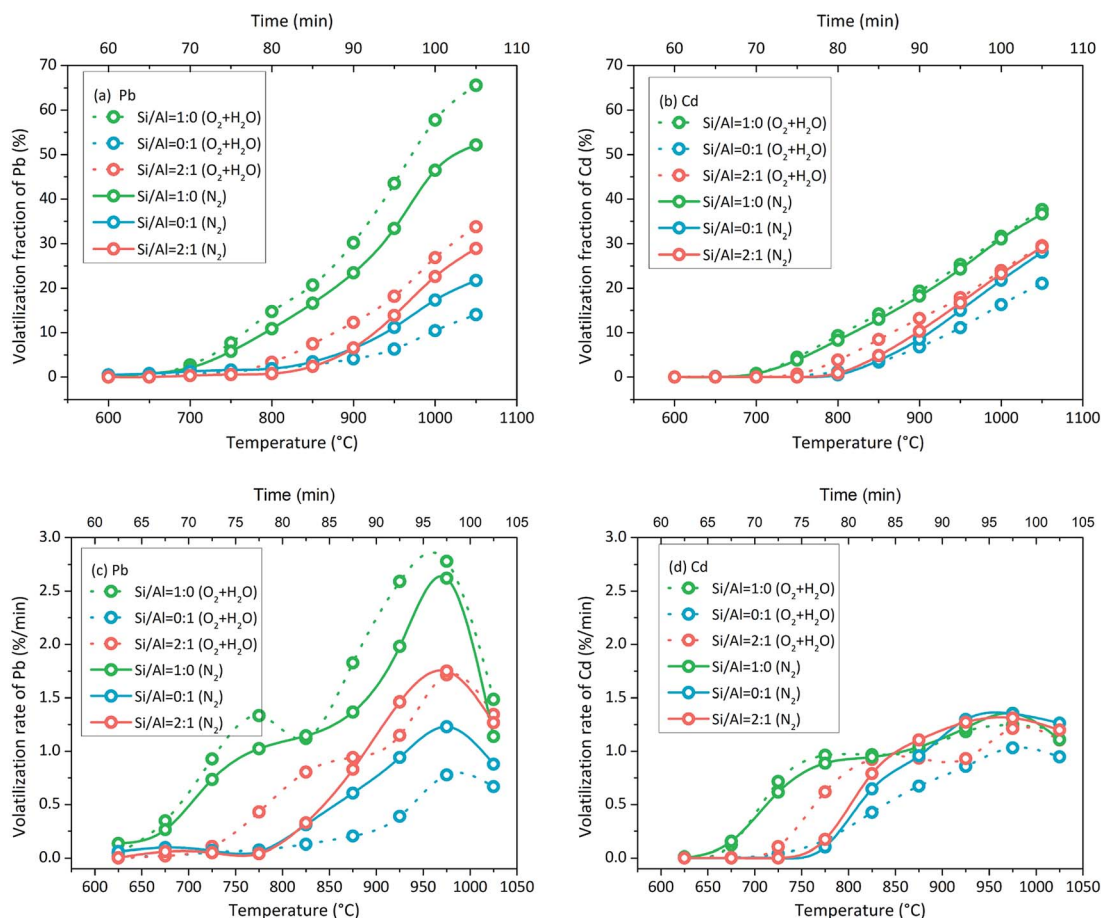 Time (min)
60 70 80 90 100 110
70
60
50
40
30
20
10
0
Volatilization fraction of Pb (%)
(a) Pb
Si/Al=1:0 (O₂+H₂O)
Si/Al=0:1 (O₂+H₂O)
Si/Al=2:1 (O₂+H₂O)
Si/Al=1:0 (N₂)
Si/Al=0:1 (N₂)
Si/Al=2:1 (N₂)
600 700 800 900 1000 1100
Temperature (°C)
Time (min)
60 70 80 90 100 110
70
60
50
40
30
20
10
0
Volatilization fraction of Cd (%)
(b) Cd
Si/Al=1:0 (O₂+H₂O)
Si/Al=0:1 (O₂+H₂O)
Si/Al=2:1 (O₂+H₂O)
Si/Al=1:0 (N₂)
Si/Al=0:1 (N₂)
Si/Al=2:1 (N₂)
600 700 800 900 1000 1100
Temperature (°C)
Time (min)
60 65 70 75 80 85 90 95 100 105
3.0
2.5
2.0
1.5
1.0
0.5
0.0
Volatilization rate of Pb (%/min)
(c) Pb
Si/Al=1:0 (O₂+H₂O)
Si/Al=0:1 (O₂+H₂O)
Si/Al=2:1 (O₂+H₂O)
Si/Al=1:0 (N₂)
Si/Al=0:1 (N₂)
Si/Al=2:1 (N₂)
600 650 700 750 800 850 900 950 1000 1050
Temperature (°C)
Time (min)
60 65 70 75 80 85 90 95 100 105
3.0
2.5
2.0
1.5
1.0
0.5
0.0
Volatilization rate of Cd (%/min)
(d) Cd
Si/Al=1:0 (O₂+H₂O)
Si/Al=0:1 (O₂+H₂O)
Si/Al=2:1 (O₂+H₂O)
Si/Al=1:0 (N₂)
Si/Al=0:1 (N₂)
Si/Al=2:1 (N₂)
600 650 700 750 800 850 900 950 1000 1050
Temperature (°C)